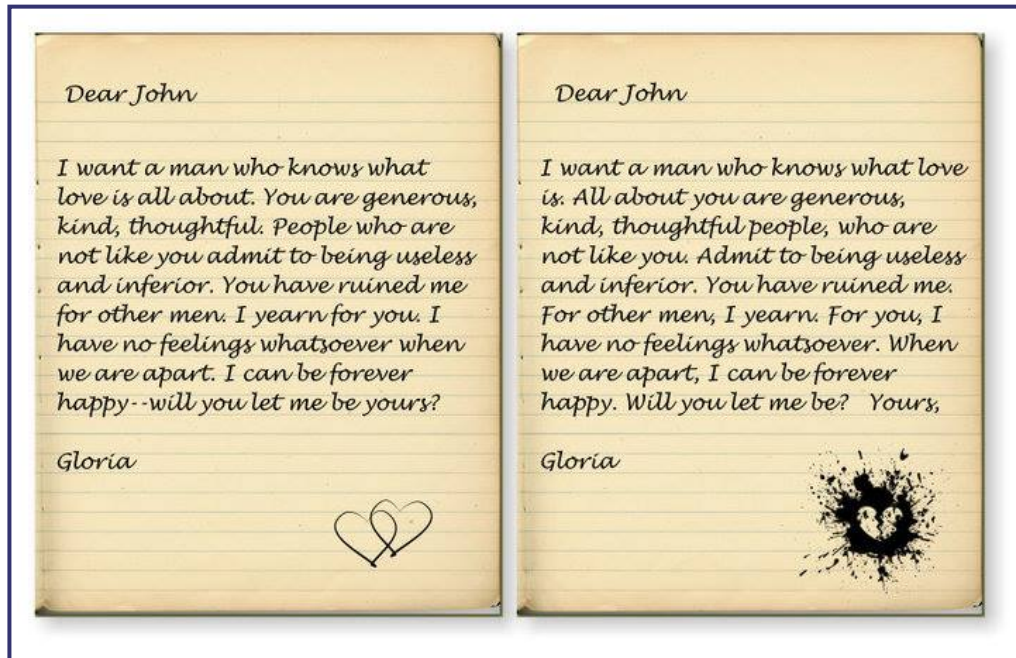 Dear John
I want a man who knows what
love is all about. You are generous,
kind, thoughtful. People who are
not like you admit to being useless
and inferior. You have ruined me
for other men. I yearn for you. I
have no feelings whatsoever when
we are apart. I can be forever
happy--will you let me be yours?
Gloria
Dear John
I want a man who knows what love
is. All about you are generous,
kind, thoughtful people, who are
not like you. Admit to being useless
and inferior. You have ruined me.
For other men, I yearn. For you, I
have no feelings whatsoever. When
we are apart, I can be forever
happy. Will you let me be? Yours,
Gloria